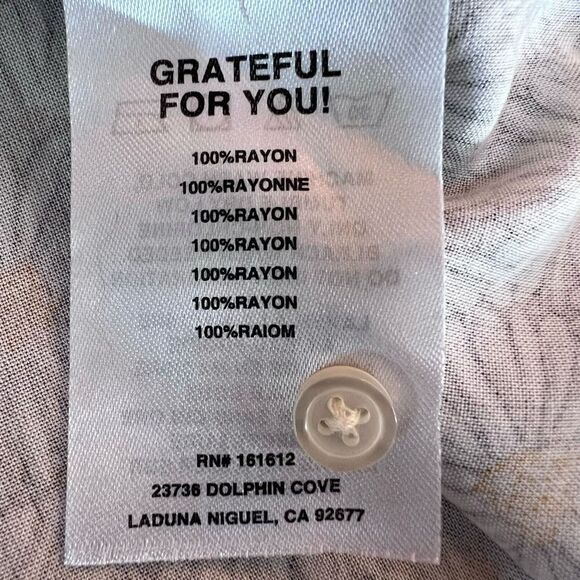 GRATEFUL
FOR YOU!
100%RAYON
100%RAYONNE
100%RAYON
100%RAYON
100%RAYON
100%RAYON
100%RAIOM
RN# 161612
23736 DOLPHIN COVE
LADUNA NIGUEL, CA 92677